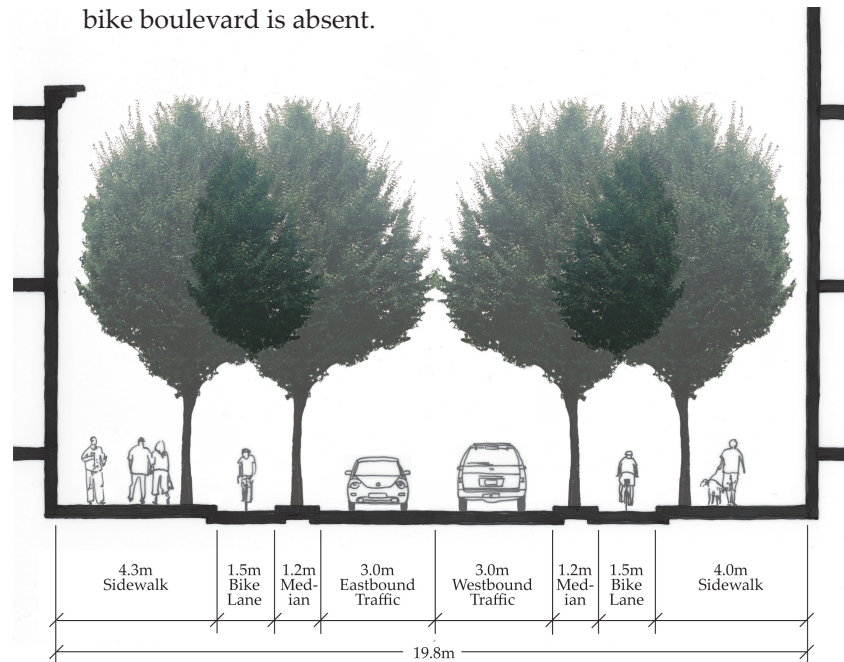 bike boulevard is absent.
4.3m
Sidewalk
1.5m
Bike
Lane
1.2m
Med-
ian
3.0m
Eastbound
Traffic
3.0m
Westbound
Traffic
1.2m
Med-
ian
1.5m
Bike
Lane
4.0m
Sidewalk
19.8m